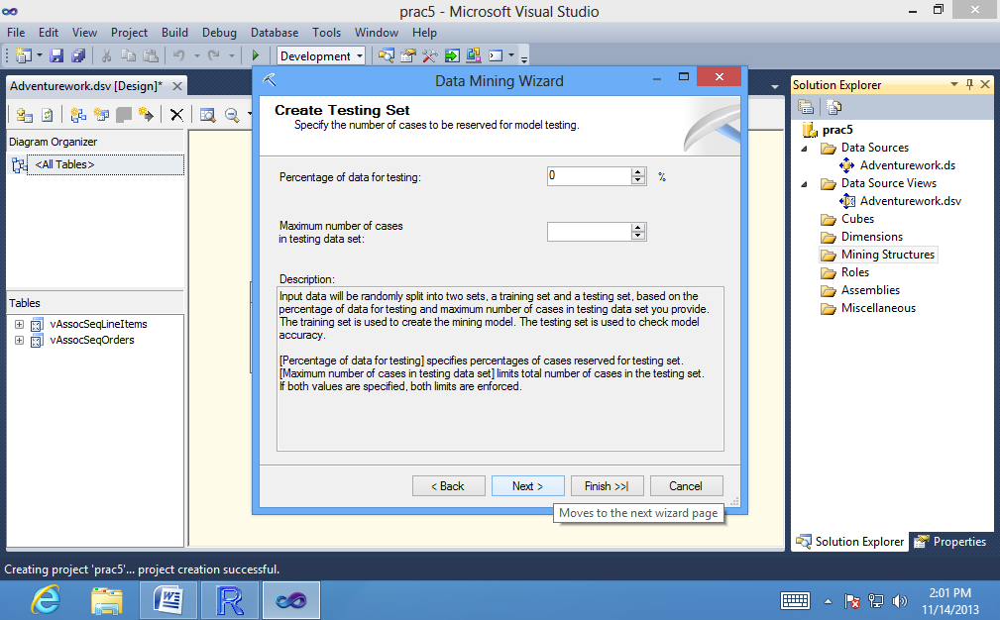 prac5 - Microsoft Visual Studio
File Edit View Project Build Debug Database Tools Window Help
Development
Adventurework.dsv [Design]*
Diagram Organizer
<All Tables>
Tables
vAssocSeqLineItems
vAssocSeqOrders
Data Mining Wizard
Create Testing Set
Specify the number of cases to be reserved for model testing.
Percentage of data for testing:
0
%
Maximum number of cases
in testing data set:
Description:
Input data will be randomly split into two sets, a training set and a testing set, based on the
percentage of data for testing and maximum number of cases in testing data set you provide.
The training set is used to create the mining model. The testing set is used to check model
accuracy.
[Percentage of data for testing] specifies percentages of cases reserved for testing set.
[Maximum number of cases in testing data set] limits total number of cases in the testing set.
If both values are specified, both limits are enforced.
< Back
Next >
Finish >>|
Cancel
Moves to the next wizard page
Solution Explorer
prac5
Data Sources
Adventurework.ds
Data Source Views
Adventurework.dsv
Cubes
Dimensions
Mining Structures
Roles
Assemblies
Miscellaneous
Solution Explorer
Properties
Creating project 'prac5'... project creation successful.
2:01 PM
11/14/2013